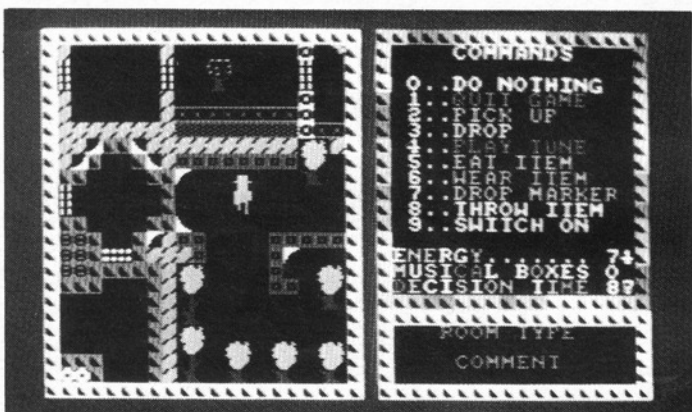 COMMANDS
0..DO NOTHING
1..QUIT GAME
2..PICK UP
3..DROP
4..PLAY TUNE
5..EAT ITEM
6..WEAR ITEM
7..DROP MARKER
8..THROW ITEM
9..SWITCH ON
ENERGY....... 74
MUSICAL BOXES 0
DECISION TIME 87
ROOM TYPE
COMMENT